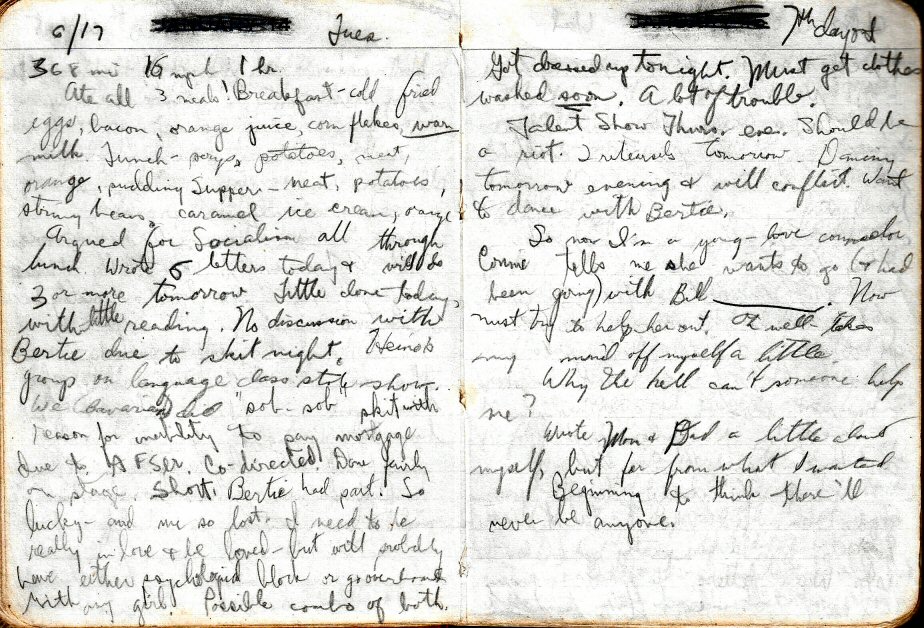 6/17 Tues.
368 mi 16 mph 1 hr.
Ate all 3 meals! Breakfast - cold fried
eggs, bacon, orange juice, corn flakes, warm
milk. Lunch - soup, potatoes, meat,
orange, pudding Supper - meat, potatoes,
string beans, caramel ice cream, orange
Argued for Socialism all through
lunch. Wrote 6 letters today & will do
3 or more tomorrow Little done today,
with little reading. No discussion with
Bertie due to skit night.
group on language class style show.
We (Bavarian) did "sob-sob" skit with
reason for inability to pay mortgage
due to AFSer. Co-directed! Done fairly
on stage. Short. Bertie had part. So
lucky - and me so lost. I need to be
really in love & be loved - but will probably
have either psychological block or go overboard
with any girl. Possible combo of both.
7th day out
Got dressed up tonight. Must get clothes
washed soon. A lot of trouble.
Talent Show Thurs. eve. Should be
a riot. 2 rehearsals tomorrow. Dancing
tomorrow evening & will conflict. Want
to dance with Bertie.
So now I'm a young-love counselor
Connie tells me she wants to go (& had
been going) with Bill. Now
must try to help her out. Oh well - takes
my mind off myself a little.
Why the hell can't someone help
me?
Wrote Mom & Dad a little about
myself, but far from what I wanted
Beginning to think there'll
never be anyone.